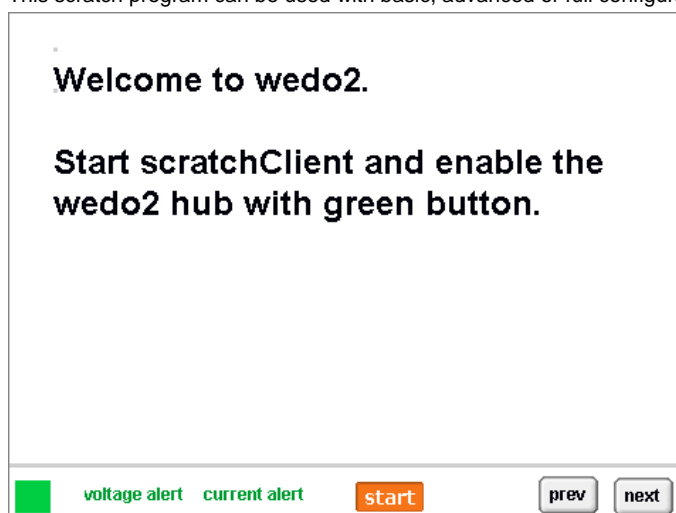 This scratch program can be used with basic, advanced or full configura
Welcome to wedo2.
Start scratchClient and enable the
wedo2 hub with green button.
voltage alert current alert start prev next